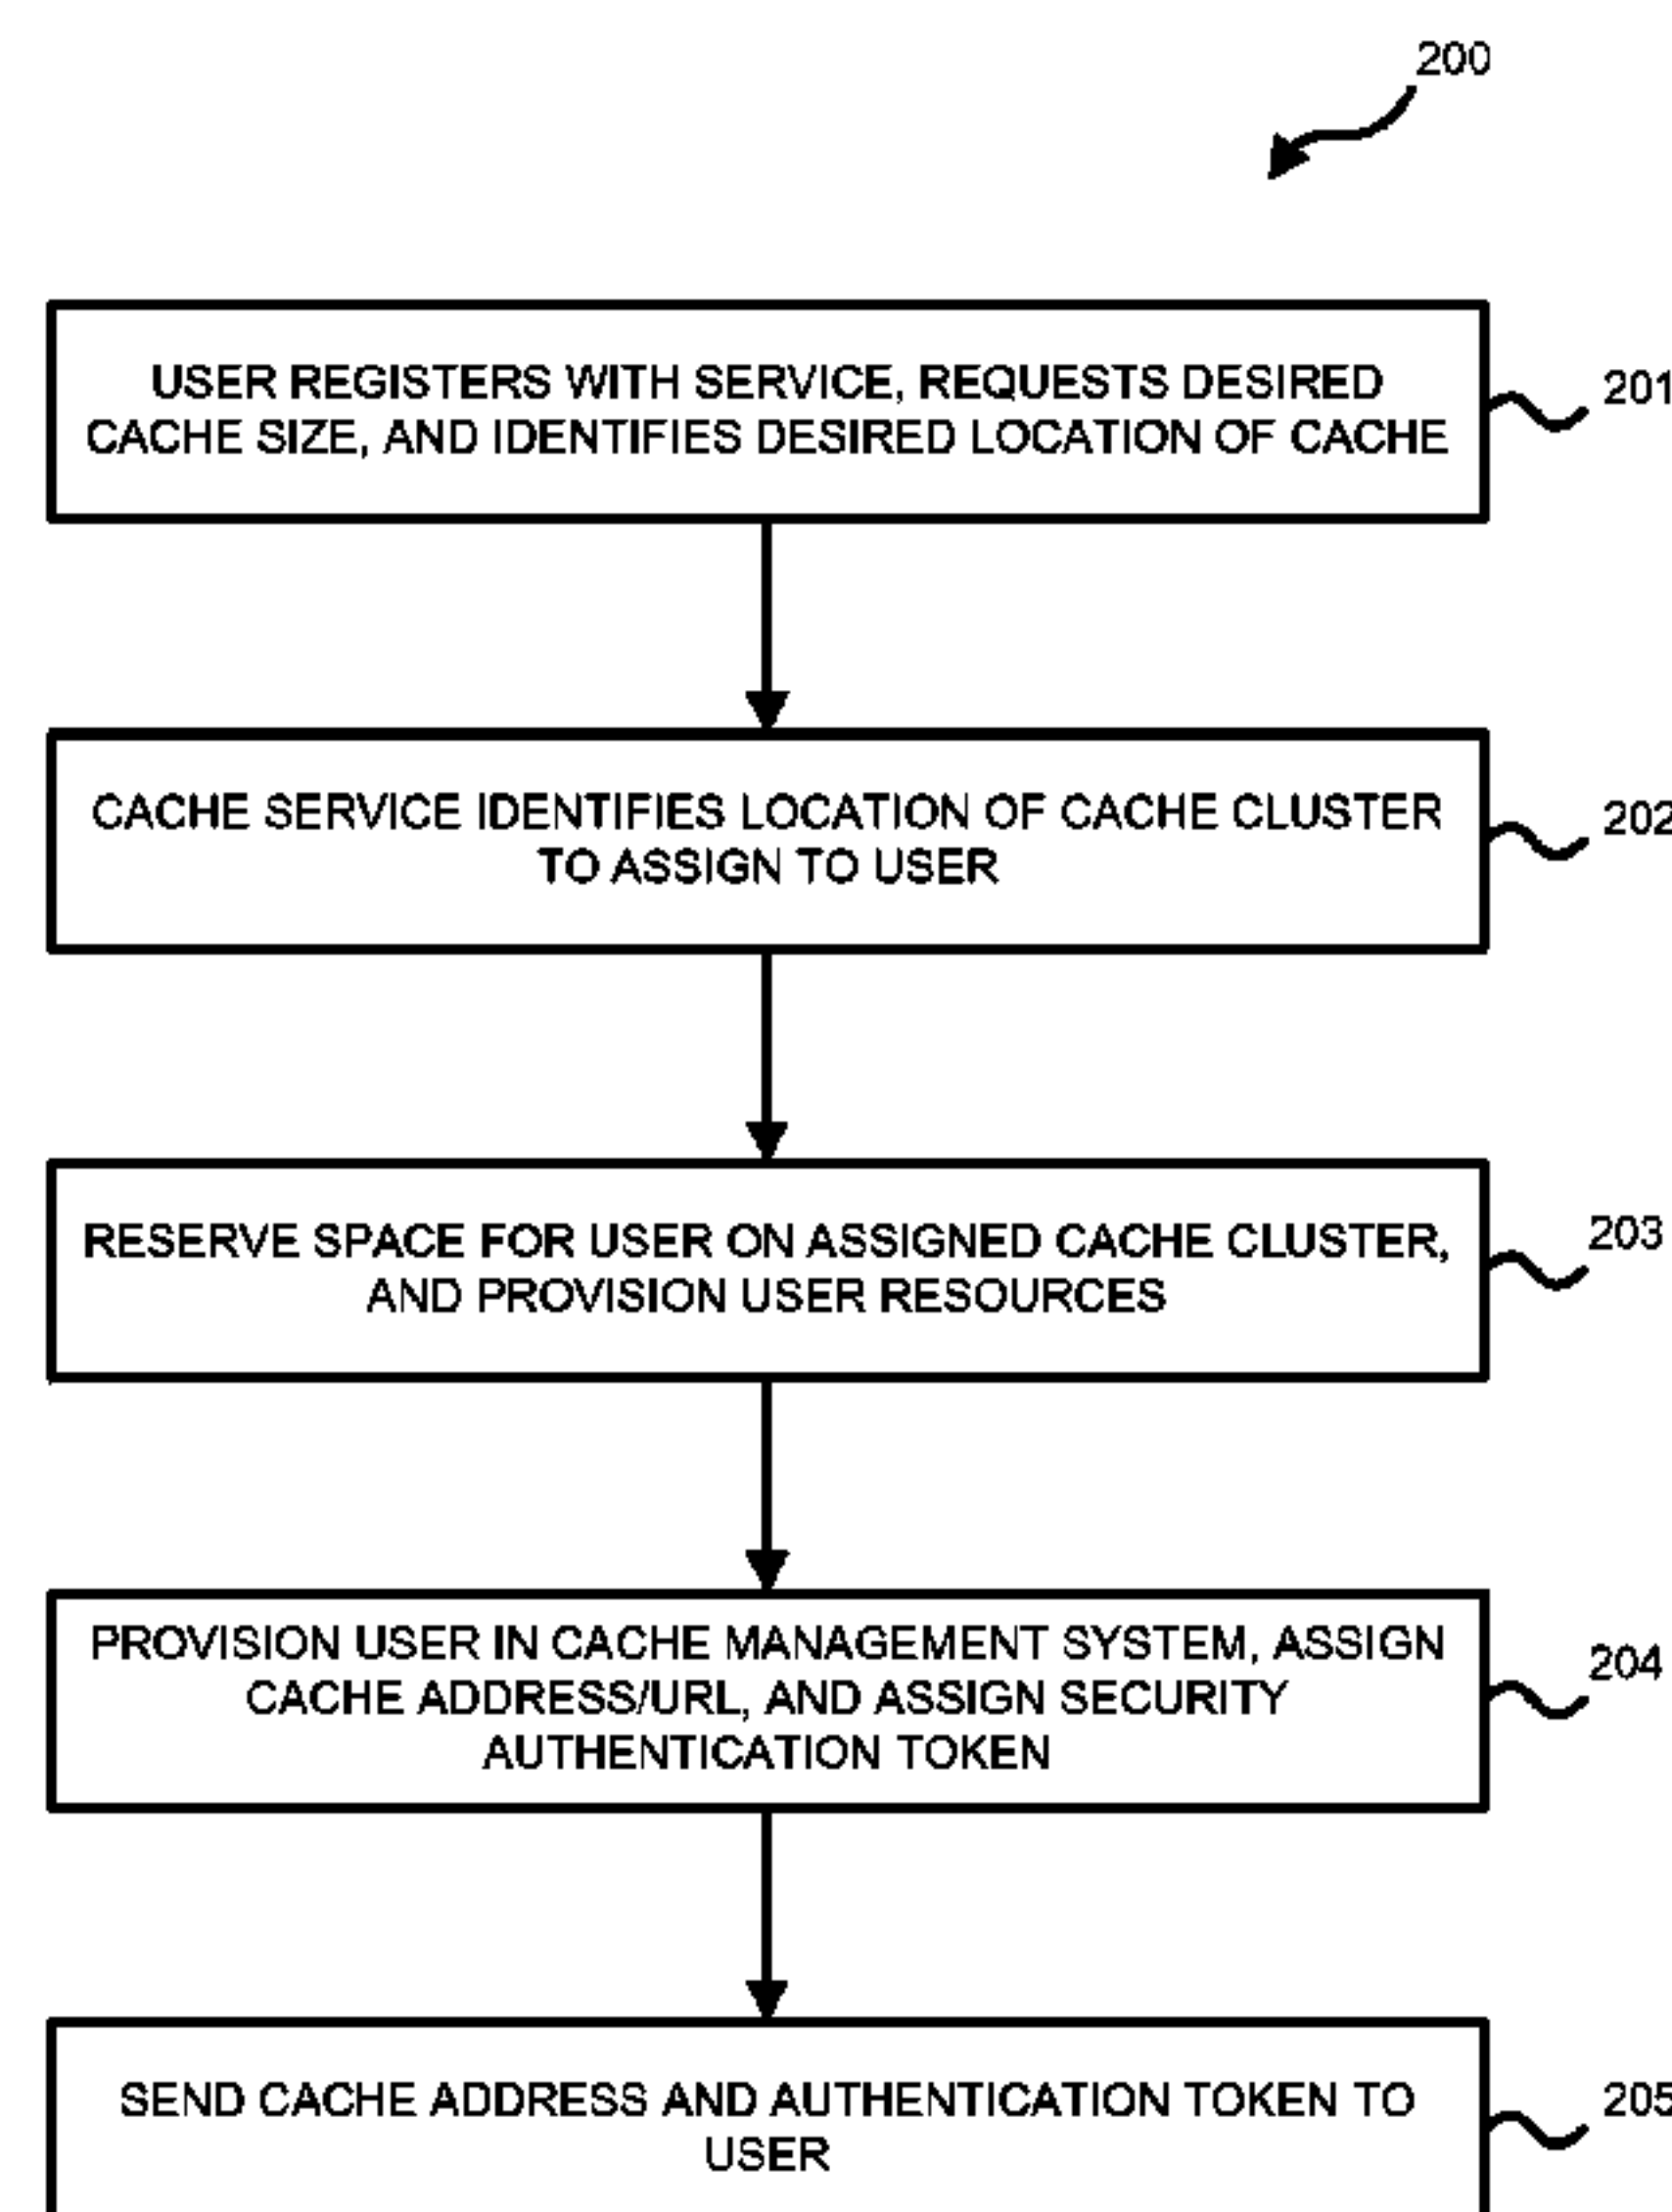 200
USER REGISTERS WITH SERVICE, REQUESTS DESIRED
CACHE SIZE, AND IDENTIFIES DESIRED LOCATION OF CACHE
201
CACHE SERVICE IDENTIFIES LOCATION OF CACHE CLUSTER
TO ASSIGN TO USER
202
RESERVE SPACE FOR USER ON ASSIGNED CACHE CLUSTER,
AND PROVISION USER RESOURCES
203
PROVISION USER IN CACHE MANAGEMENT SYSTEM, ASSIGN
CACHE ADDRESS/URL, AND ASSIGN SECURITY
AUTHENTICATION TOKEN
204
SEND CACHE ADDRESS AND AUTHENTICATION TOKEN TO
USER
205